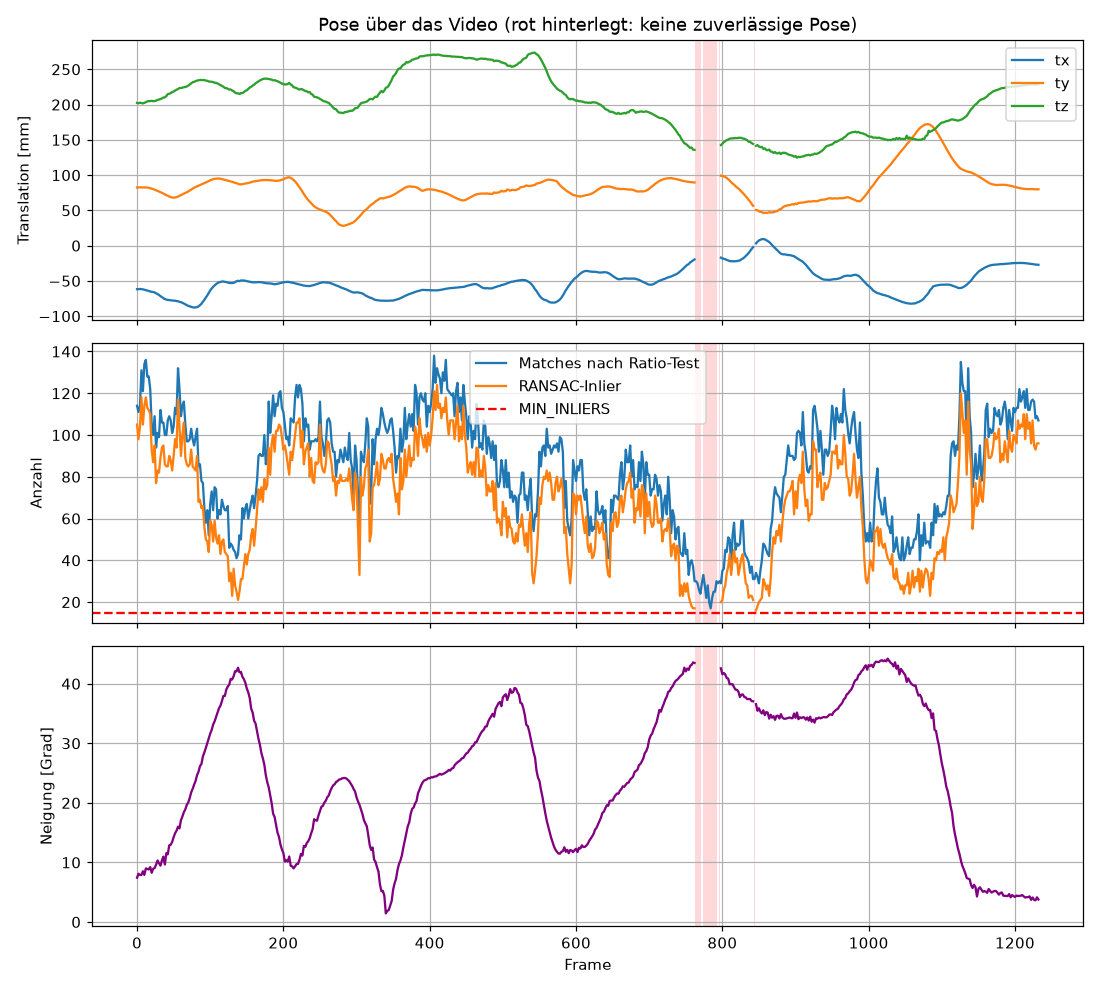 Pose über das Video (rot hinterlegt: keine zuverlässige Pose)
Translation [mm]
250
200
150
100
50
0
−50
−100
tx
ty
tz
Anzahl
140
120
100
80
60
40
20
Matches nach Ratio-Test
RANSAC-Inlier
MIN_INLIERS
Neigung [Grad]
40
30
20
10
0
0 200 400 600 800 1000 1200
Frame